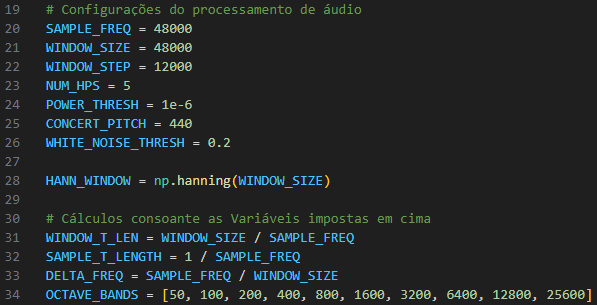 19 # Configurações do processamento de áudio
20 SAMPLE_FREQ = 48000
21 WINDOW_SIZE = 48000
22 WINDOW_STEP = 12000
23 NUM_HPS = 5
24 POWER_THRESH = 1e-6
25 CONCERT_PITCH = 440
26 WHITE_NOISE_THRESH = 0.2
27
28 HANN_WINDOW = np.hanning(WINDOW_SIZE)
29
30 # Cálculos consoante as Variáveis impostas em cima
31 WINDOW_T_LEN = WINDOW_SIZE / SAMPLE_FREQ
32 SAMPLE_T_LENGTH = 1 / SAMPLE_FREQ
33 DELTA_FREQ = SAMPLE_FREQ / WINDOW_SIZE
34 OCTAVE_BANDS = [50, 100, 200, 400, 800, 1600, 3200, 6400, 12800, 25600]